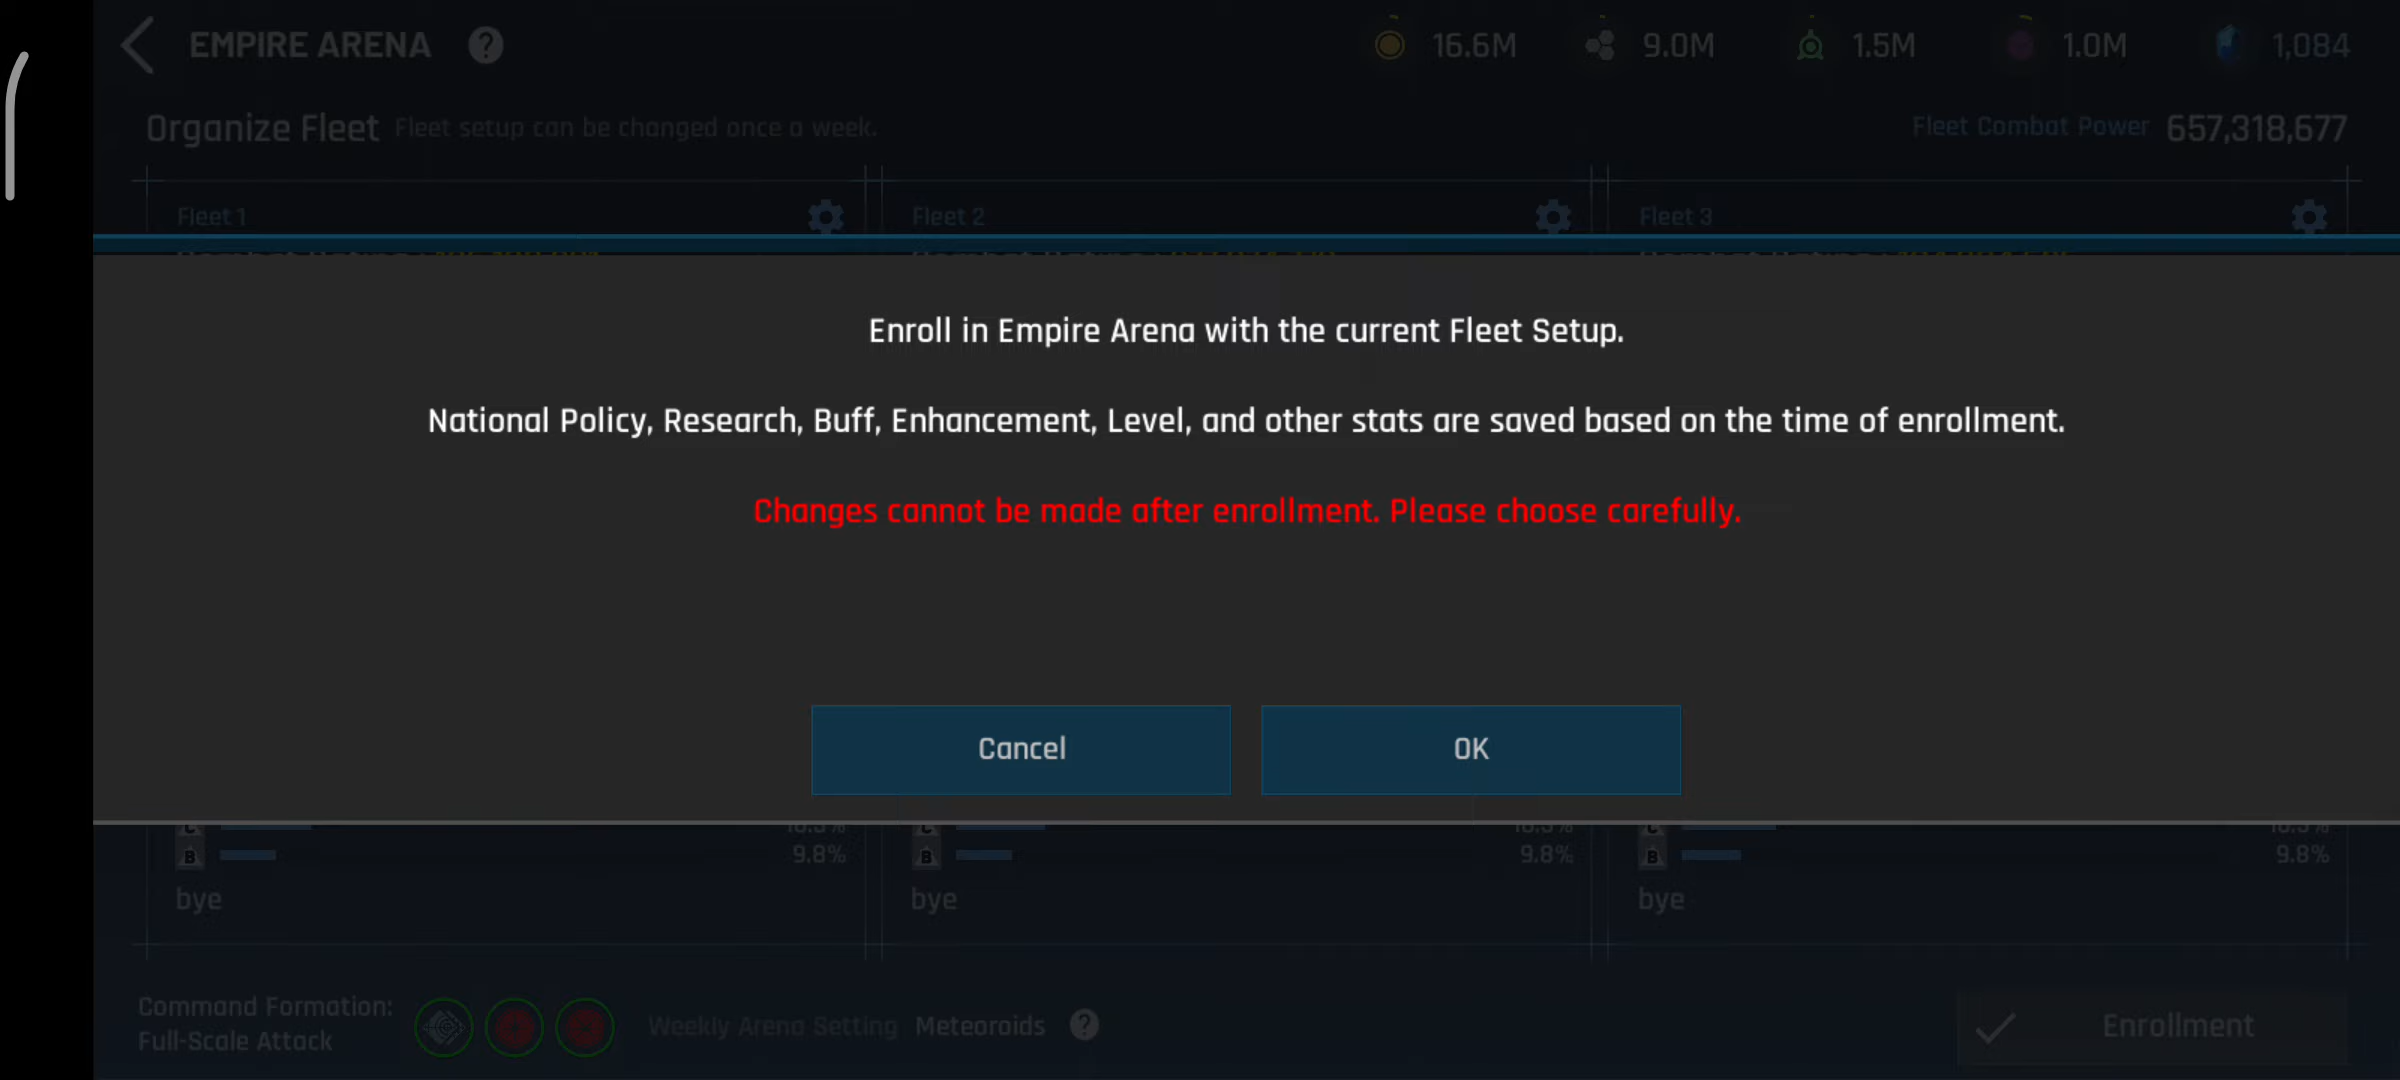 EMPIRE ARENA ?
16.6M 9.0M 1.5M 1.0M 1,084
Organize Fleet Fleet setup can be changed once a week.
Fleet Combat Power 657,318,677
Fleet 1 Fleet 2 Fleet 3
Enroll in Empire Arena with the current Fleet Setup.
National Policy, Research, Buff, Enhancement, Level, and other stats are saved based on the time of enrollment.
Changes cannot be made after enrollment. Please choose carefully.
Cancel OK
B 9.8% B 9.8% B 9.8%
bye bye bye
Command Formation:
Full-Scale Attack
Weekly Arena Setting Meteoroids ?
Enrollment